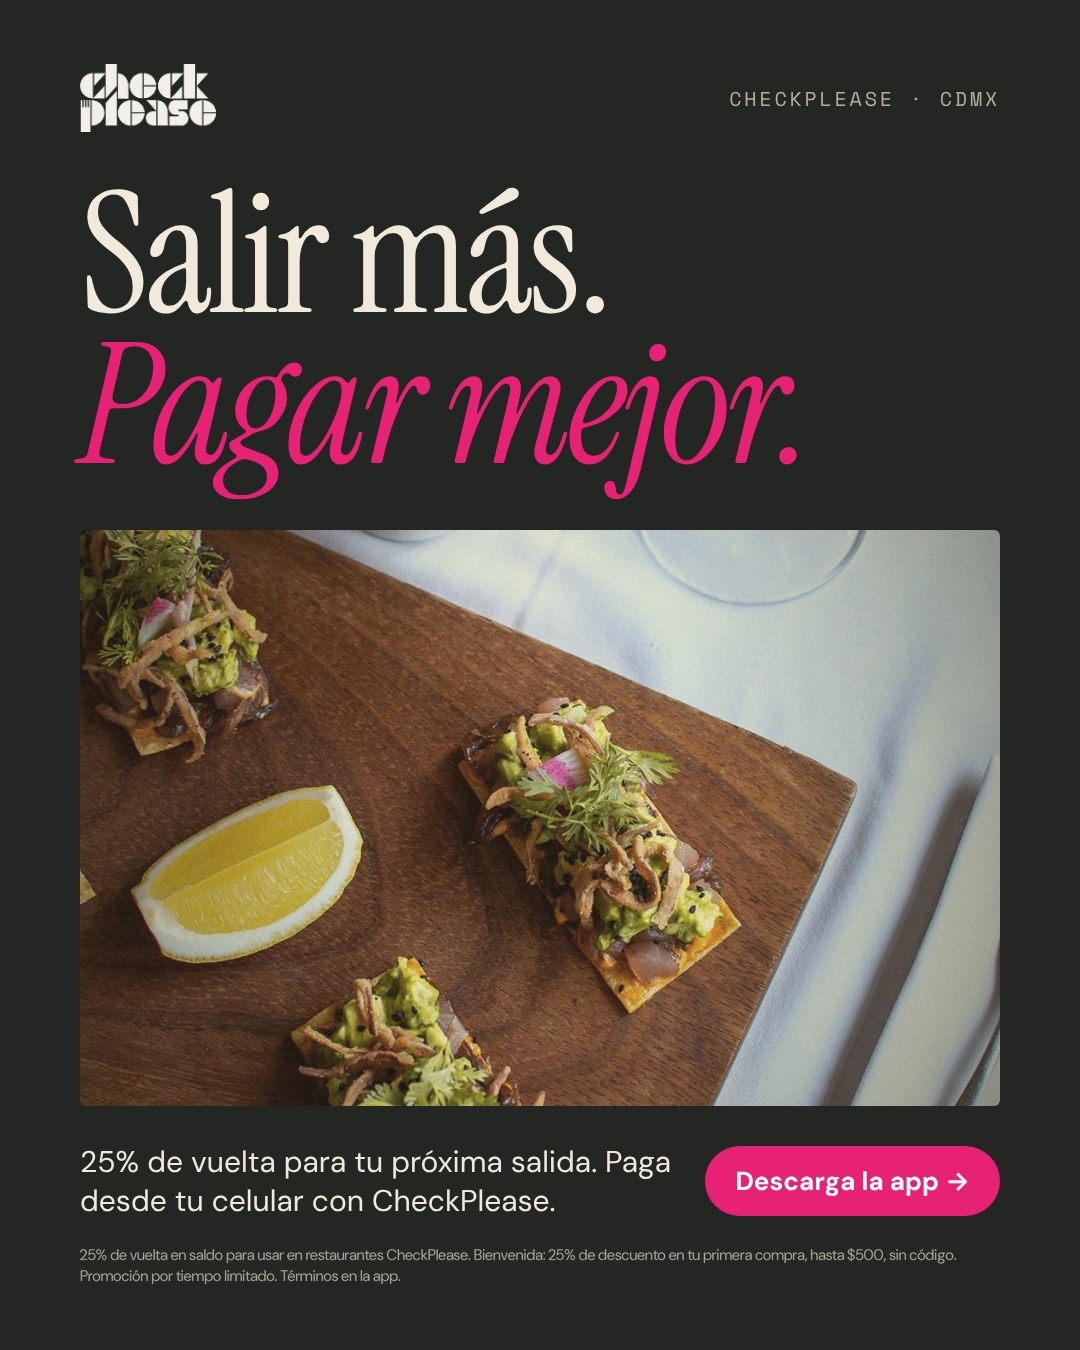 check
please
CHECKPLEASE · CDMX
Salir más.
Pagar mejor.
25% de vuelta para tu próxima salida. Paga
desde tu celular con CheckPlease.
Descarga la app →
25% de vuelta en saldo para usar en restaurantes CheckPlease. Bienvenida: 25% de descuento en tu primera compra, hasta $500, sin código.
Promoción por tiempo limitado. Términos en la app.